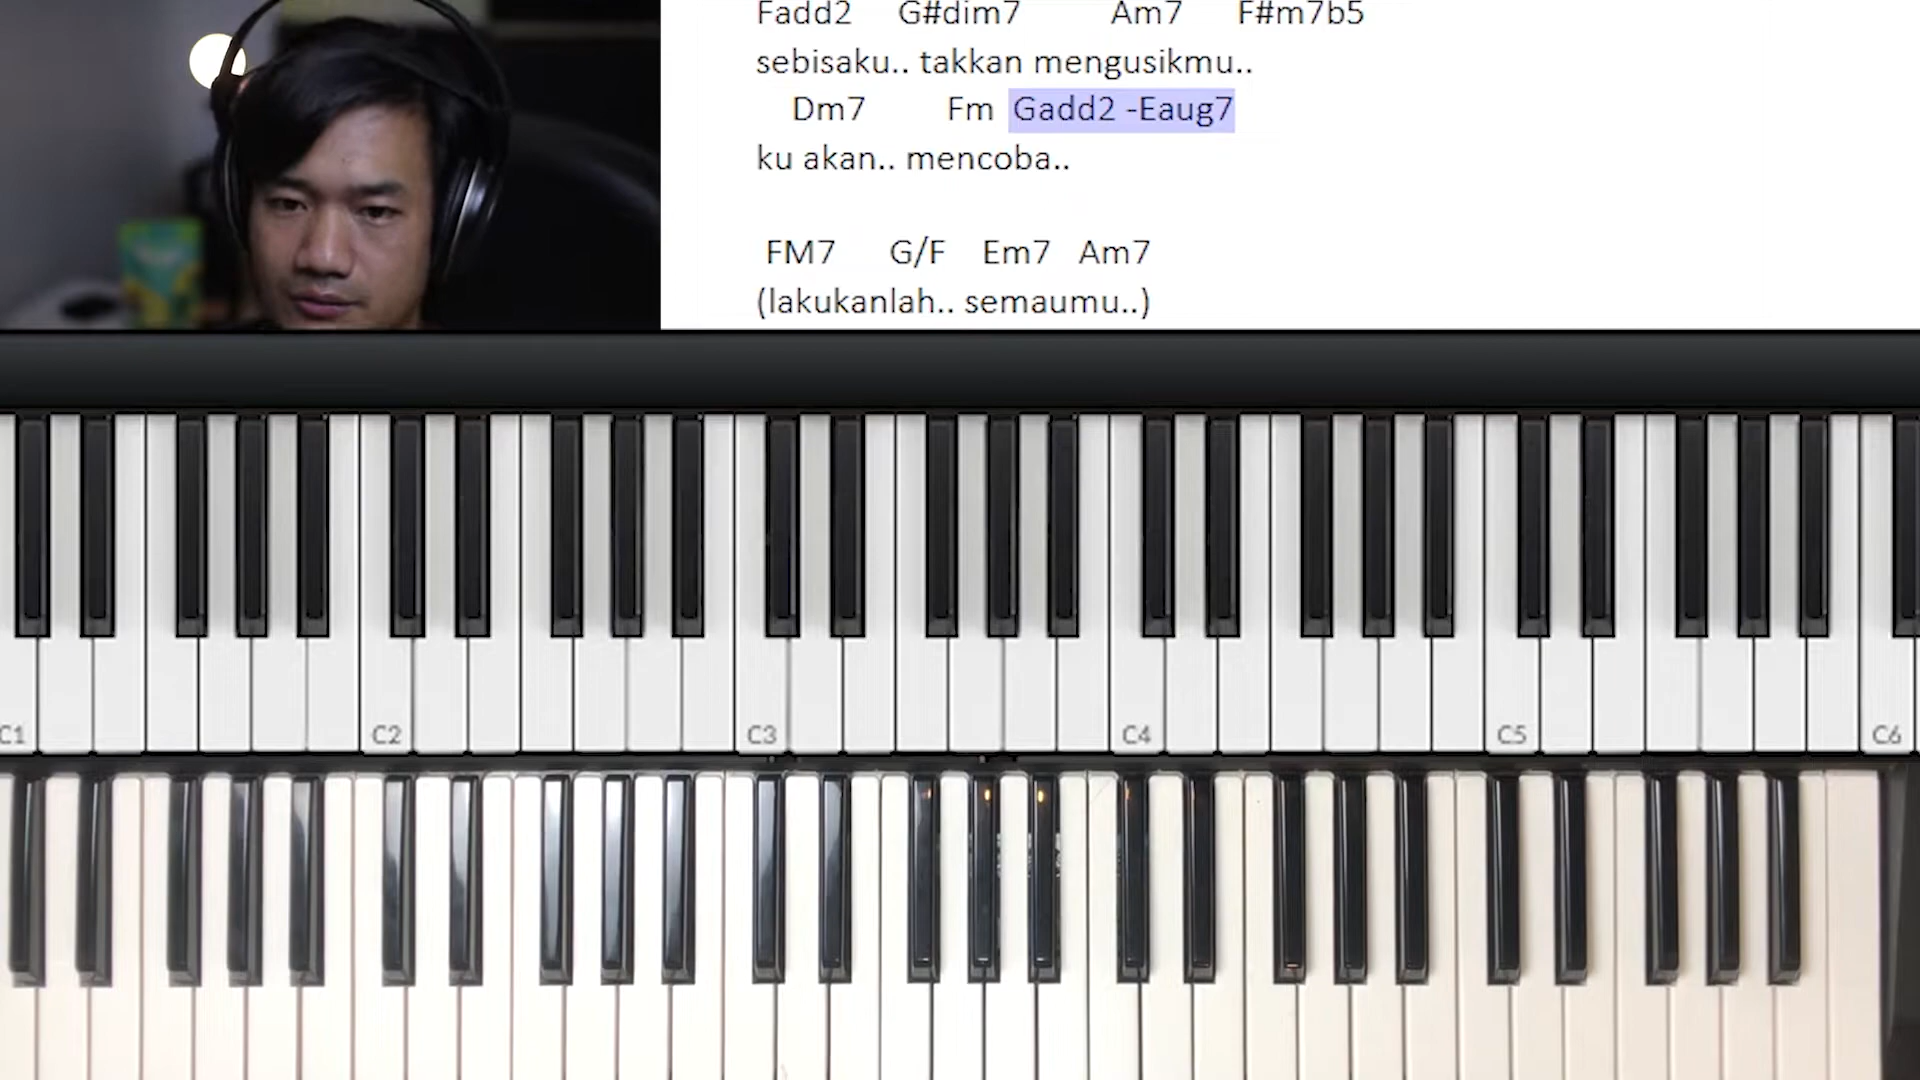 Fadd2 G#dim7 Am7 F#m7b5
sebisaku.. takkan mengusikmu..
Dm7 Fm Gadd2 -Eaug7
ku akan.. mencoba..
FM7 G/F Em7 Am7
(lakukanlah.. semaumu..)
C1 C2 C3 C4 C5 C6